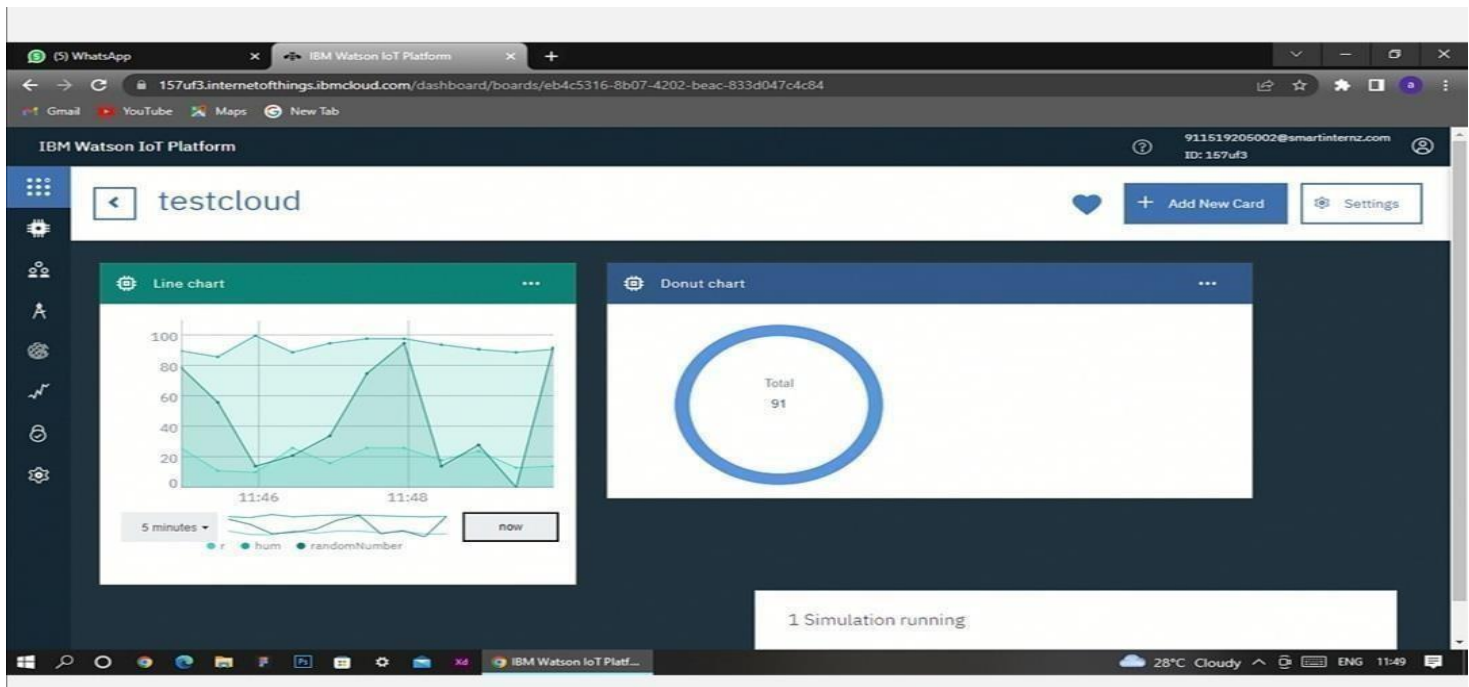 (5) WhatsApp
IBM Watson IoT Platform
157uf3.internetofthings.ibmcloud.com/dashboard/boards/eb4c5316-8b07-4202-beac-833d047c4c84
a
Gmail
YouTube
Maps
New Tab
IBM Watson IoT Platform
911519205002@smartinternz.com
ID: 157uf3
testcloud
+ Add New Card
Settings
Line chart
Donut chart
100
80
60
40
20
0
11:46
11:48
5 minutes
now
r
hum
randomNumber
Total
91
1 Simulation running
Ps
Xd
IBM Watson IoT Platf...
28°C Cloudy
ENG
11:49